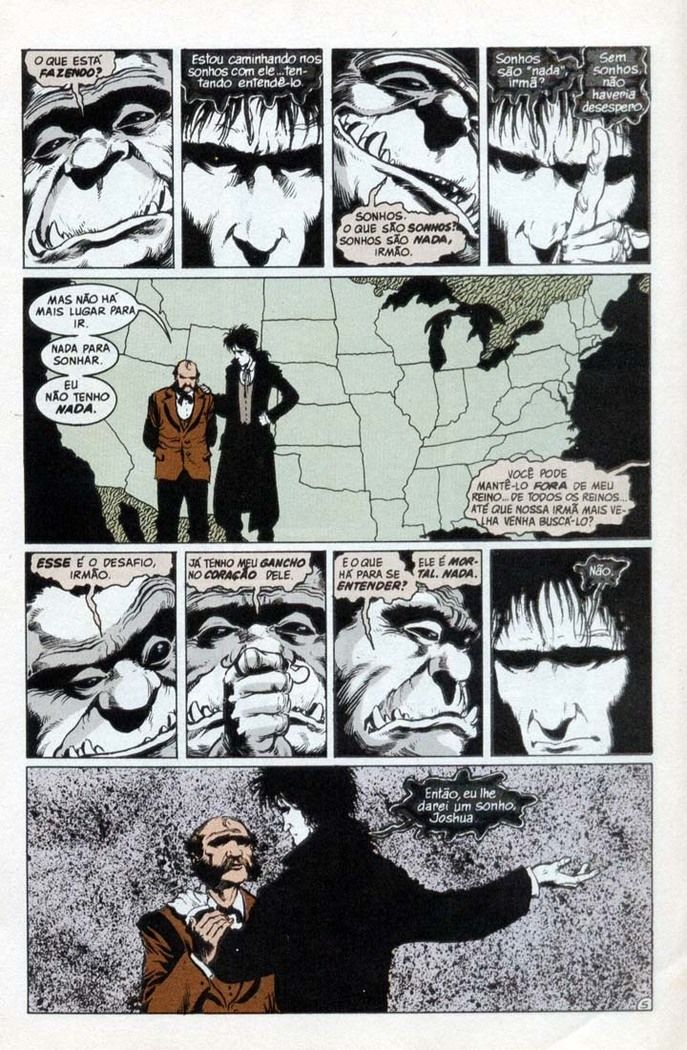 O QUE ESTÁ
FAZENDO?
Estou caminhando nos
sonhos com ele...ten-
tando entendê-lo.
SONHOS.
O QUE SÃO SONHOS?
SONHOS SÃO NADA,
IRMÃO.
Sonhos
são "nada",
irmã?
Sem
sonhos,
não
haveria
desespero.
MAS NÃO HÁ
MAIS LUGAR PARA
IR.
NADA PARA
SONHAR.
EU
NÃO TENHO
NADA.
VOCÊ PODE
MANTÊ-LO FORA DE MEU
REINO...DE TODOS OS REINOS...
ATÉ QUE NOSSA IRMÃ MAIS VE-
LHA VENHA BUSCÁ-LO?
ESSE É O DESAFIO,
IRMÃO.
JÁ TENHO MEU GANCHO
NO CORAÇÃO DELE.
E O QUE
HÁ PARA SE
ENTENDER?
ELE É MOR-
TAL. NADA.
Não.
Então, eu lhe
darei um sonho,
Joshua.
5